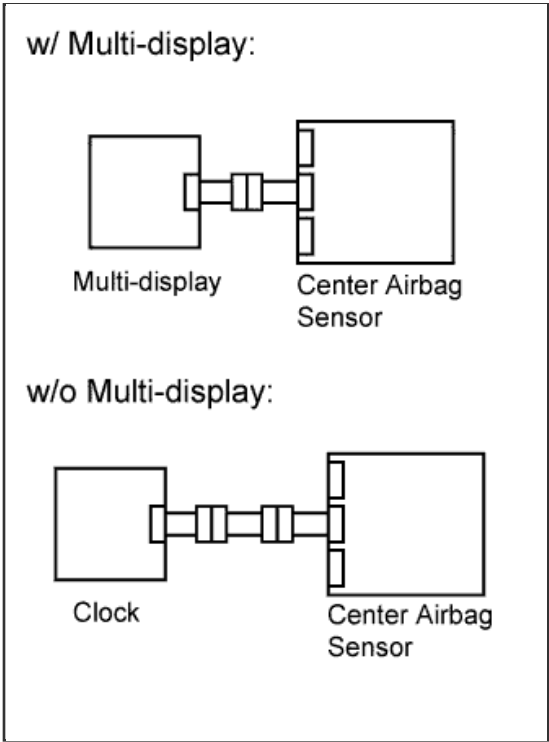 w/ Multi-display:
Multi-display
Center Airbag
Sensor
w/o Multi-display:
Clock
Center Airbag
Sensor